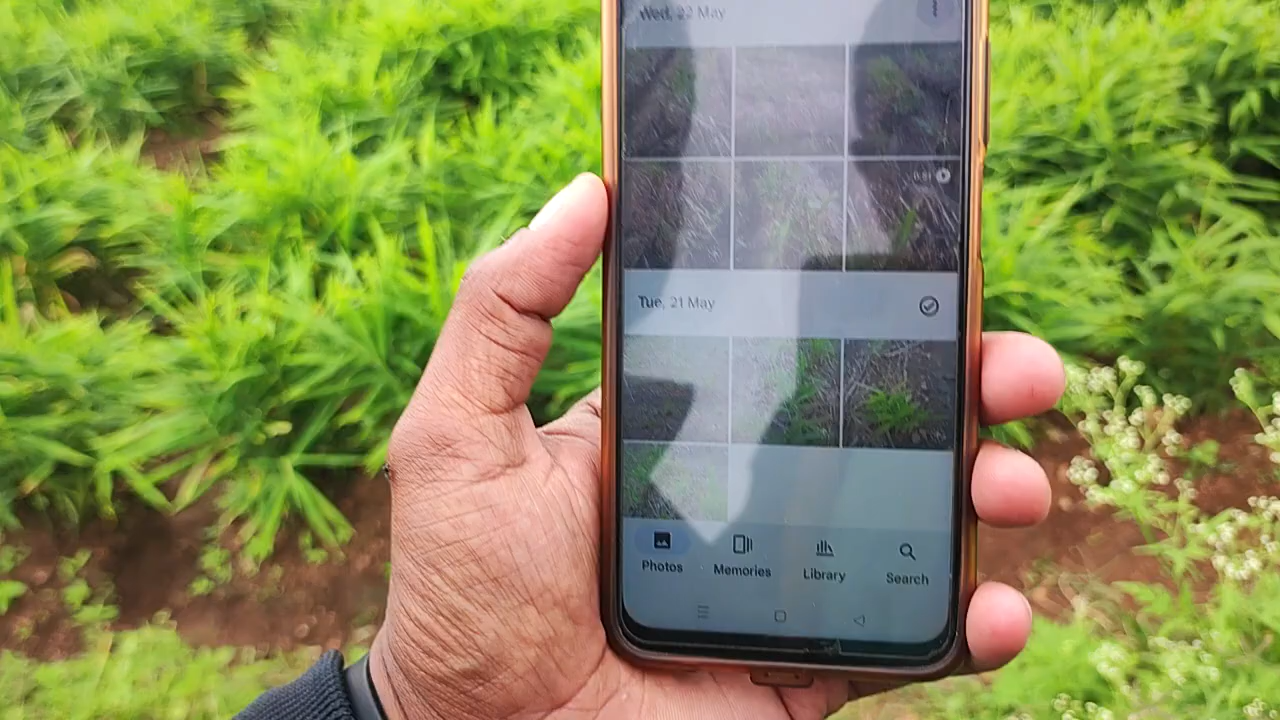 Wed, 22 May
Tue, 21 May
Photos
Memories
Library
Search